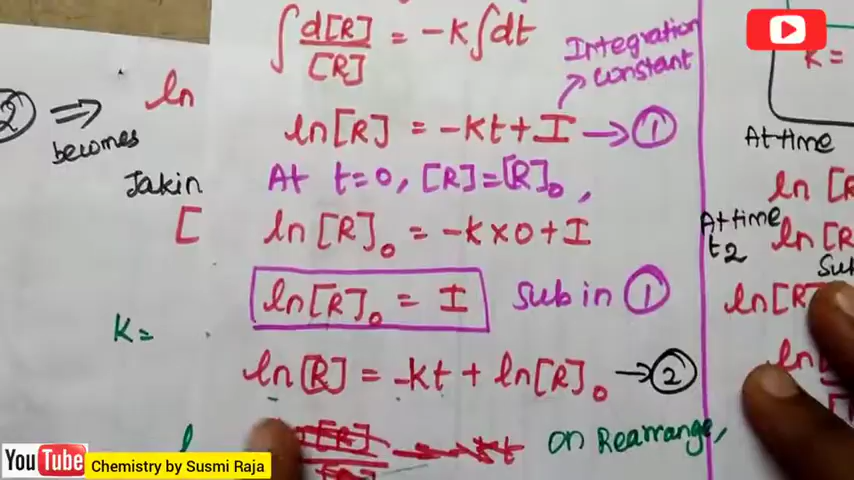 ∫ d[R]/[R] = -K∫dt
Integration
constant
ln[R] = -Kt + I → ①
At t=0, [R]=[R]₀,
ln[R]₀ = -K×0+I
ln[R]₀ = I
Sub in ①
ln[R] = -Kt + ln[R]₀ → ②
on Rearrange,
② ⇒ ln
becomes
Takin
[
K=
K =
At time
ln [R
At time
t2
ln [R
Su
ln[R]
ln
YouTube
Chemistry by Susmi Raja